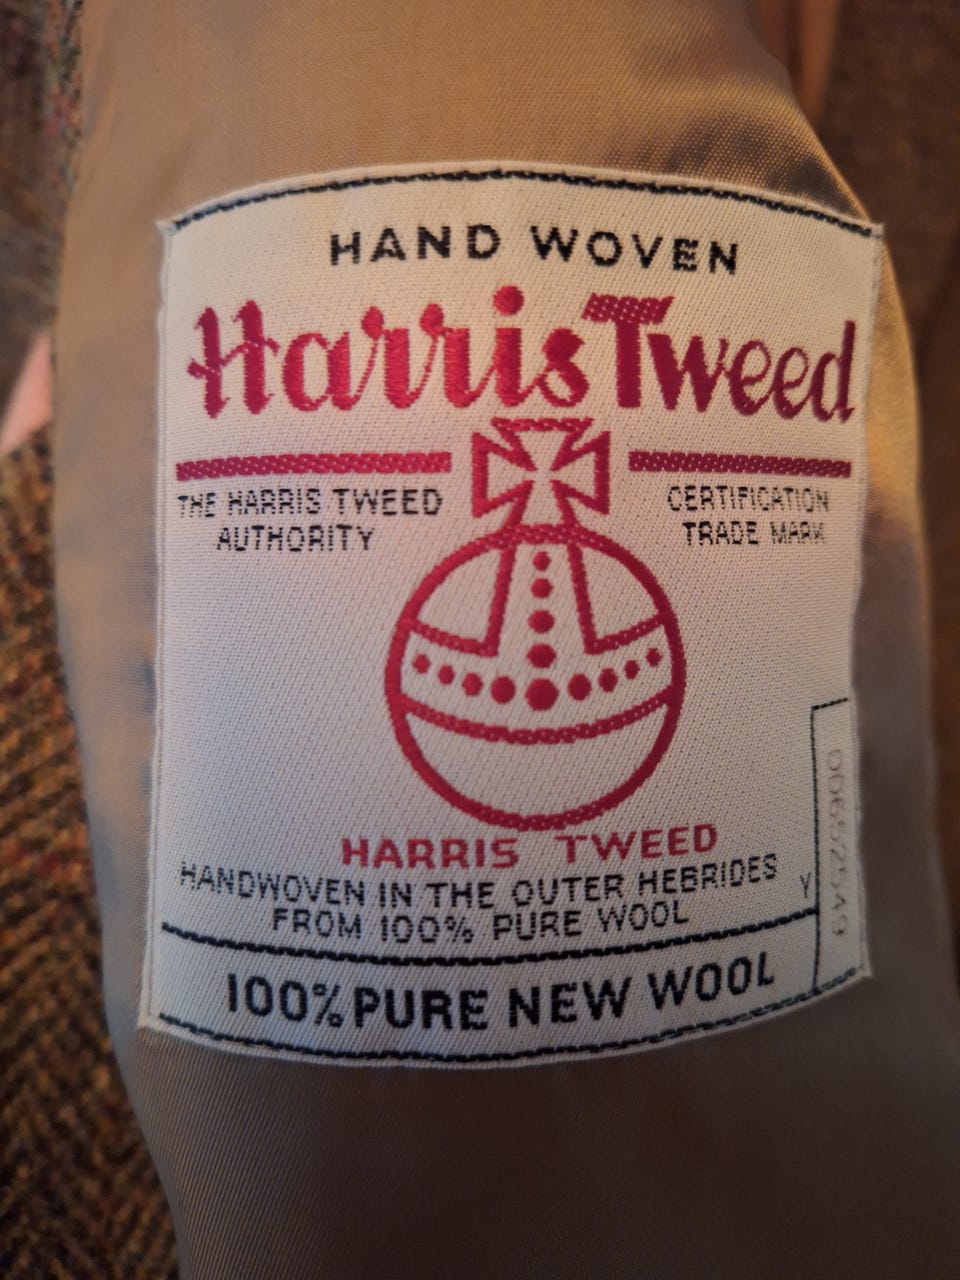 HAND WOVEN
Harris Tweed
THE HARRIS TWEED
AUTHORITY
CERTIFICATION
TRADE MARK
HARRIS TWEED
HANDWOVEN IN THE OUTER HEBRIDES
FROM 100% PURE WOOL
Y
100% PURE NEW WOOL